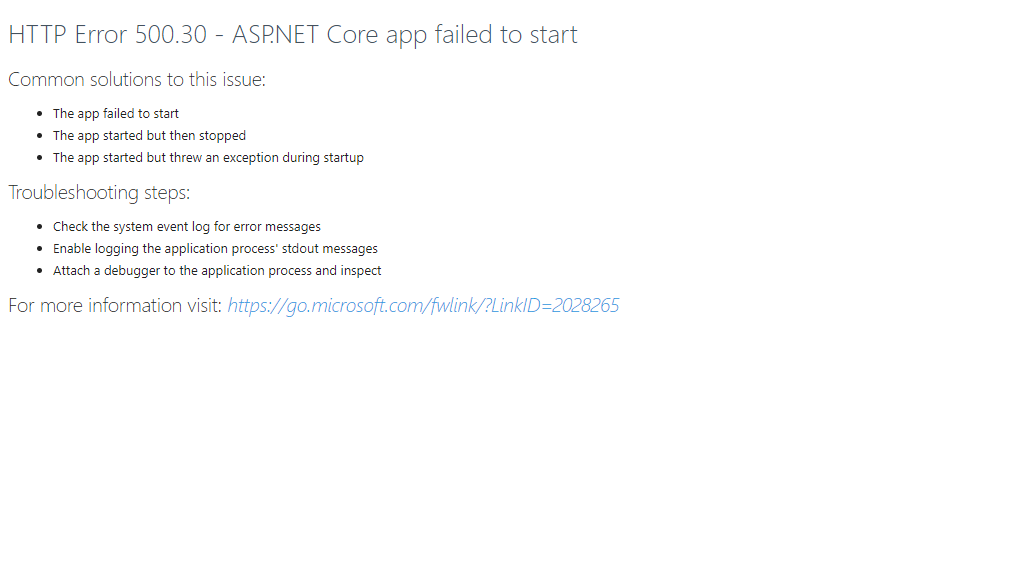 HTTP Error 500.30 - ASP.NET Core app failed to start
Common solutions to this issue:
The app failed to start
The app started but then stopped
The app started but threw an exception during startup
Troubleshooting steps:
Check the system event log for error messages
Enable logging the application process' stdout messages
Attach a debugger to the application process and inspect
For more information visit: https://go.microsoft.com/fwlink/?LinkID=2028265